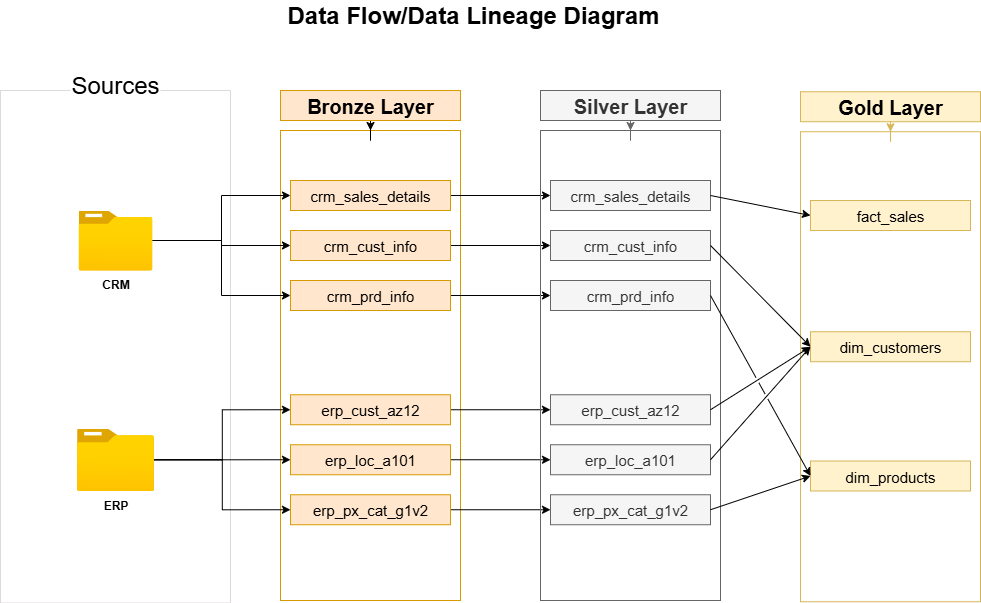 Data Flow/Data Lineage Diagram
Sources
Bronze Layer
Silver Layer
Gold Layer
crm_sales_details
crm_sales_details
fact_sales
crm_cust_info
crm_cust_info
CRM
crm_prd_info
crm_prd_info
dim_customers
erp_cust_az12
erp_cust_az12
erp_loc_a101
erp_loc_a101
dim_products
ERP
erp_px_cat_g1v2
erp_px_cat_g1v2